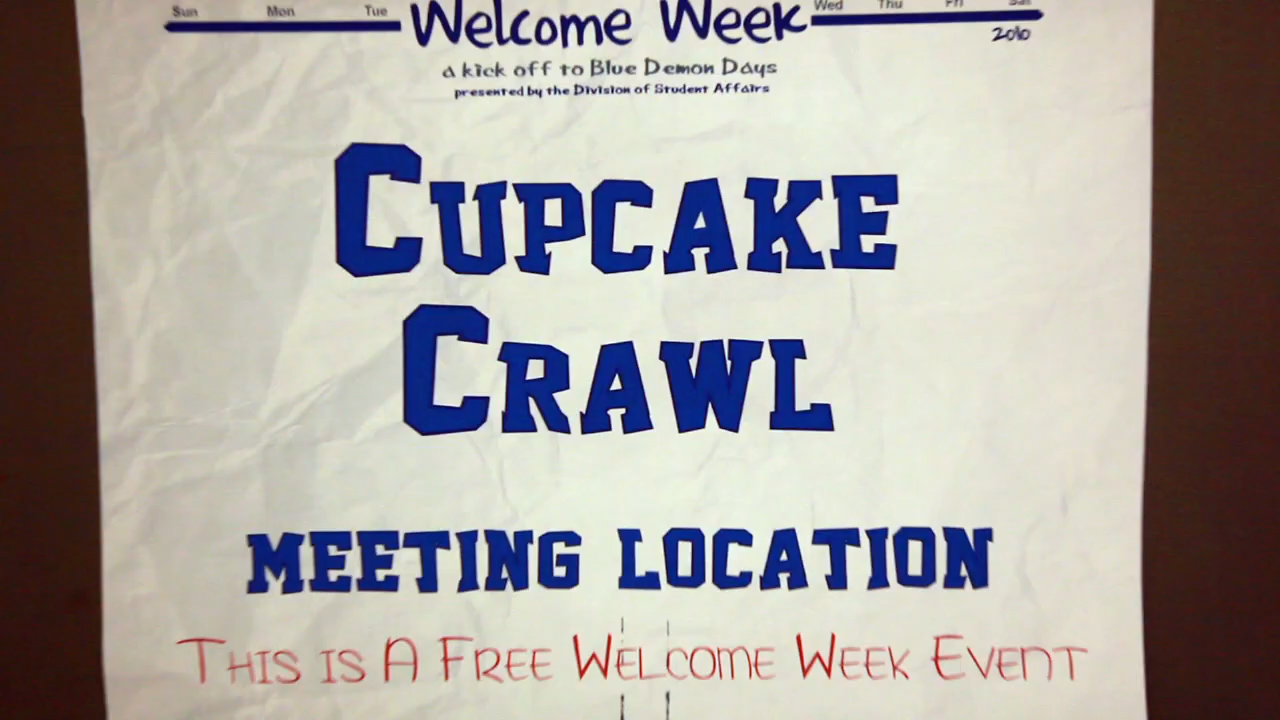 Sun Mon Tue Welcome Week Wed Thu Fri Sat
2010
a kick off to Blue Demon Days
presented by the Division of Student Affairs
CUPCAKE
CRAWL
MEETING LOCATION
THIS IS A FREE WELCOME WEEK EVENT